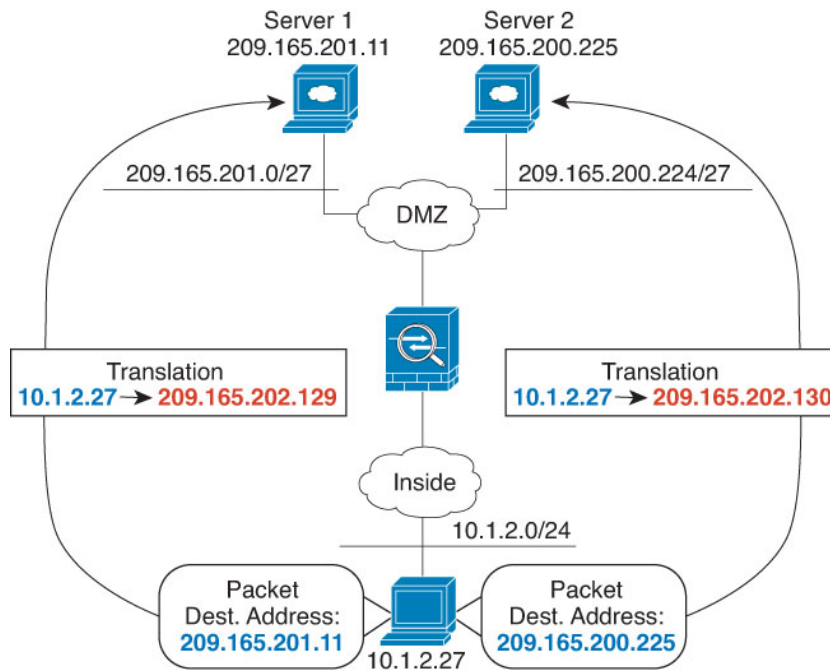 Server 1
209.165.201.11
Server 2
209.165.200.225
209.165.201.0/27
209.165.200.224/27
DMZ
Translation
10.1.2.27 → 209.165.202.129
Translation
10.1.2.27 → 209.165.202.130
Inside
10.1.2.0/24
Packet
Dest. Address:
209.165.201.11
Packet
Dest. Address:
209.165.200.225
10.1.2.27